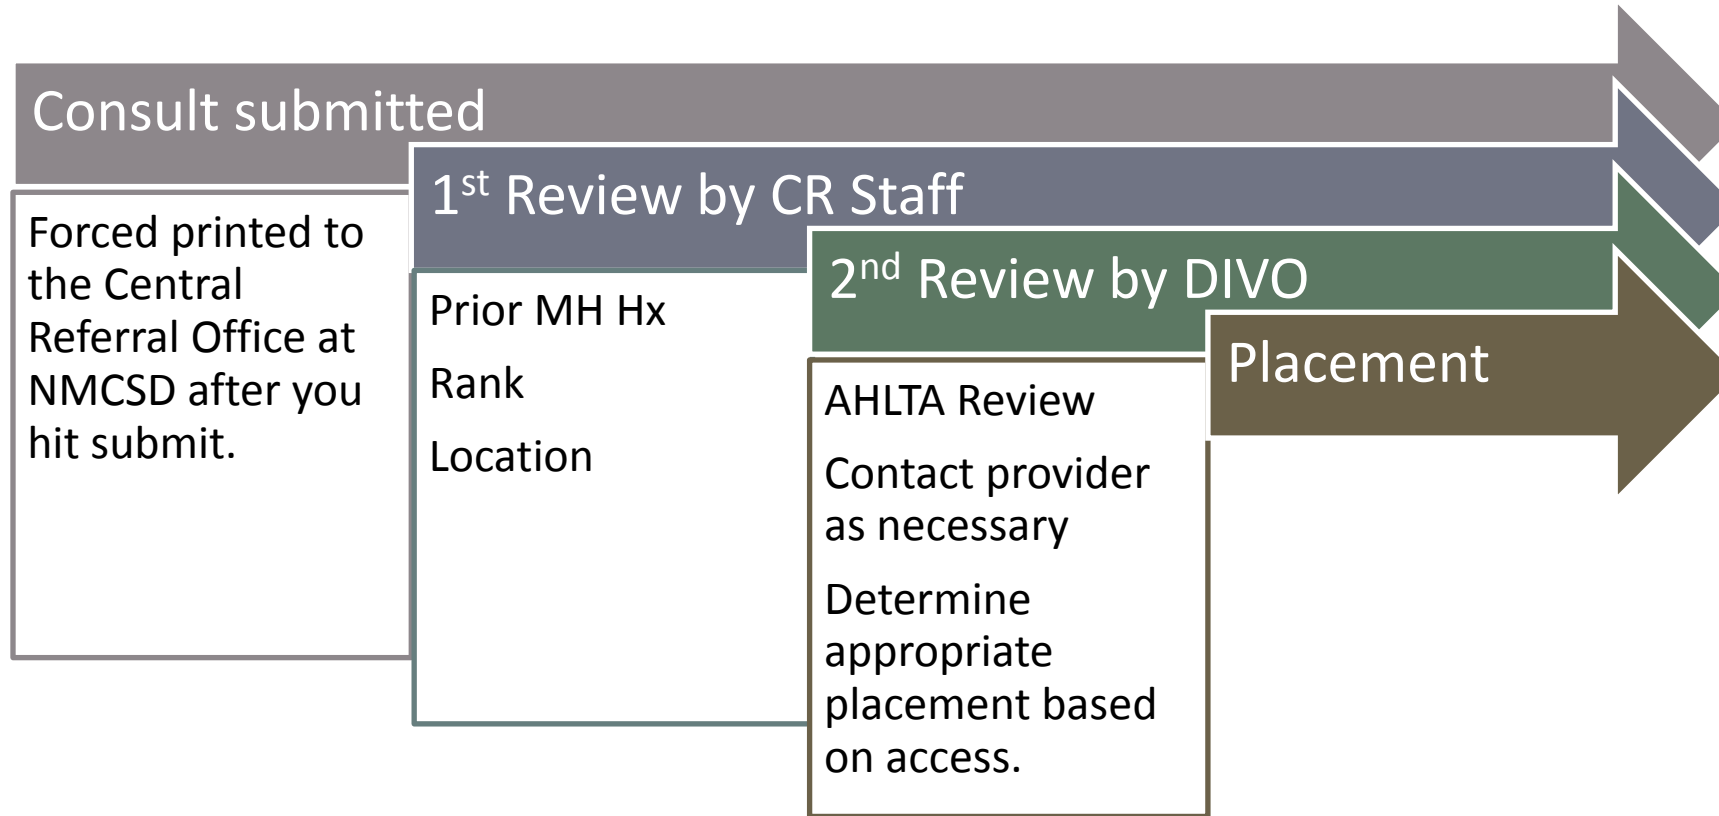 Consult submitted
Forced printed to
the Central
Referral Office at
NMCSD after you
hit submit.
1st Review by CR Staff
Prior MH Hx
Rank
Location
2nd Review by DIVO
AHLTA Review
Contact provider
as necessary
Determine
appropriate
placement based
on access.
Placement